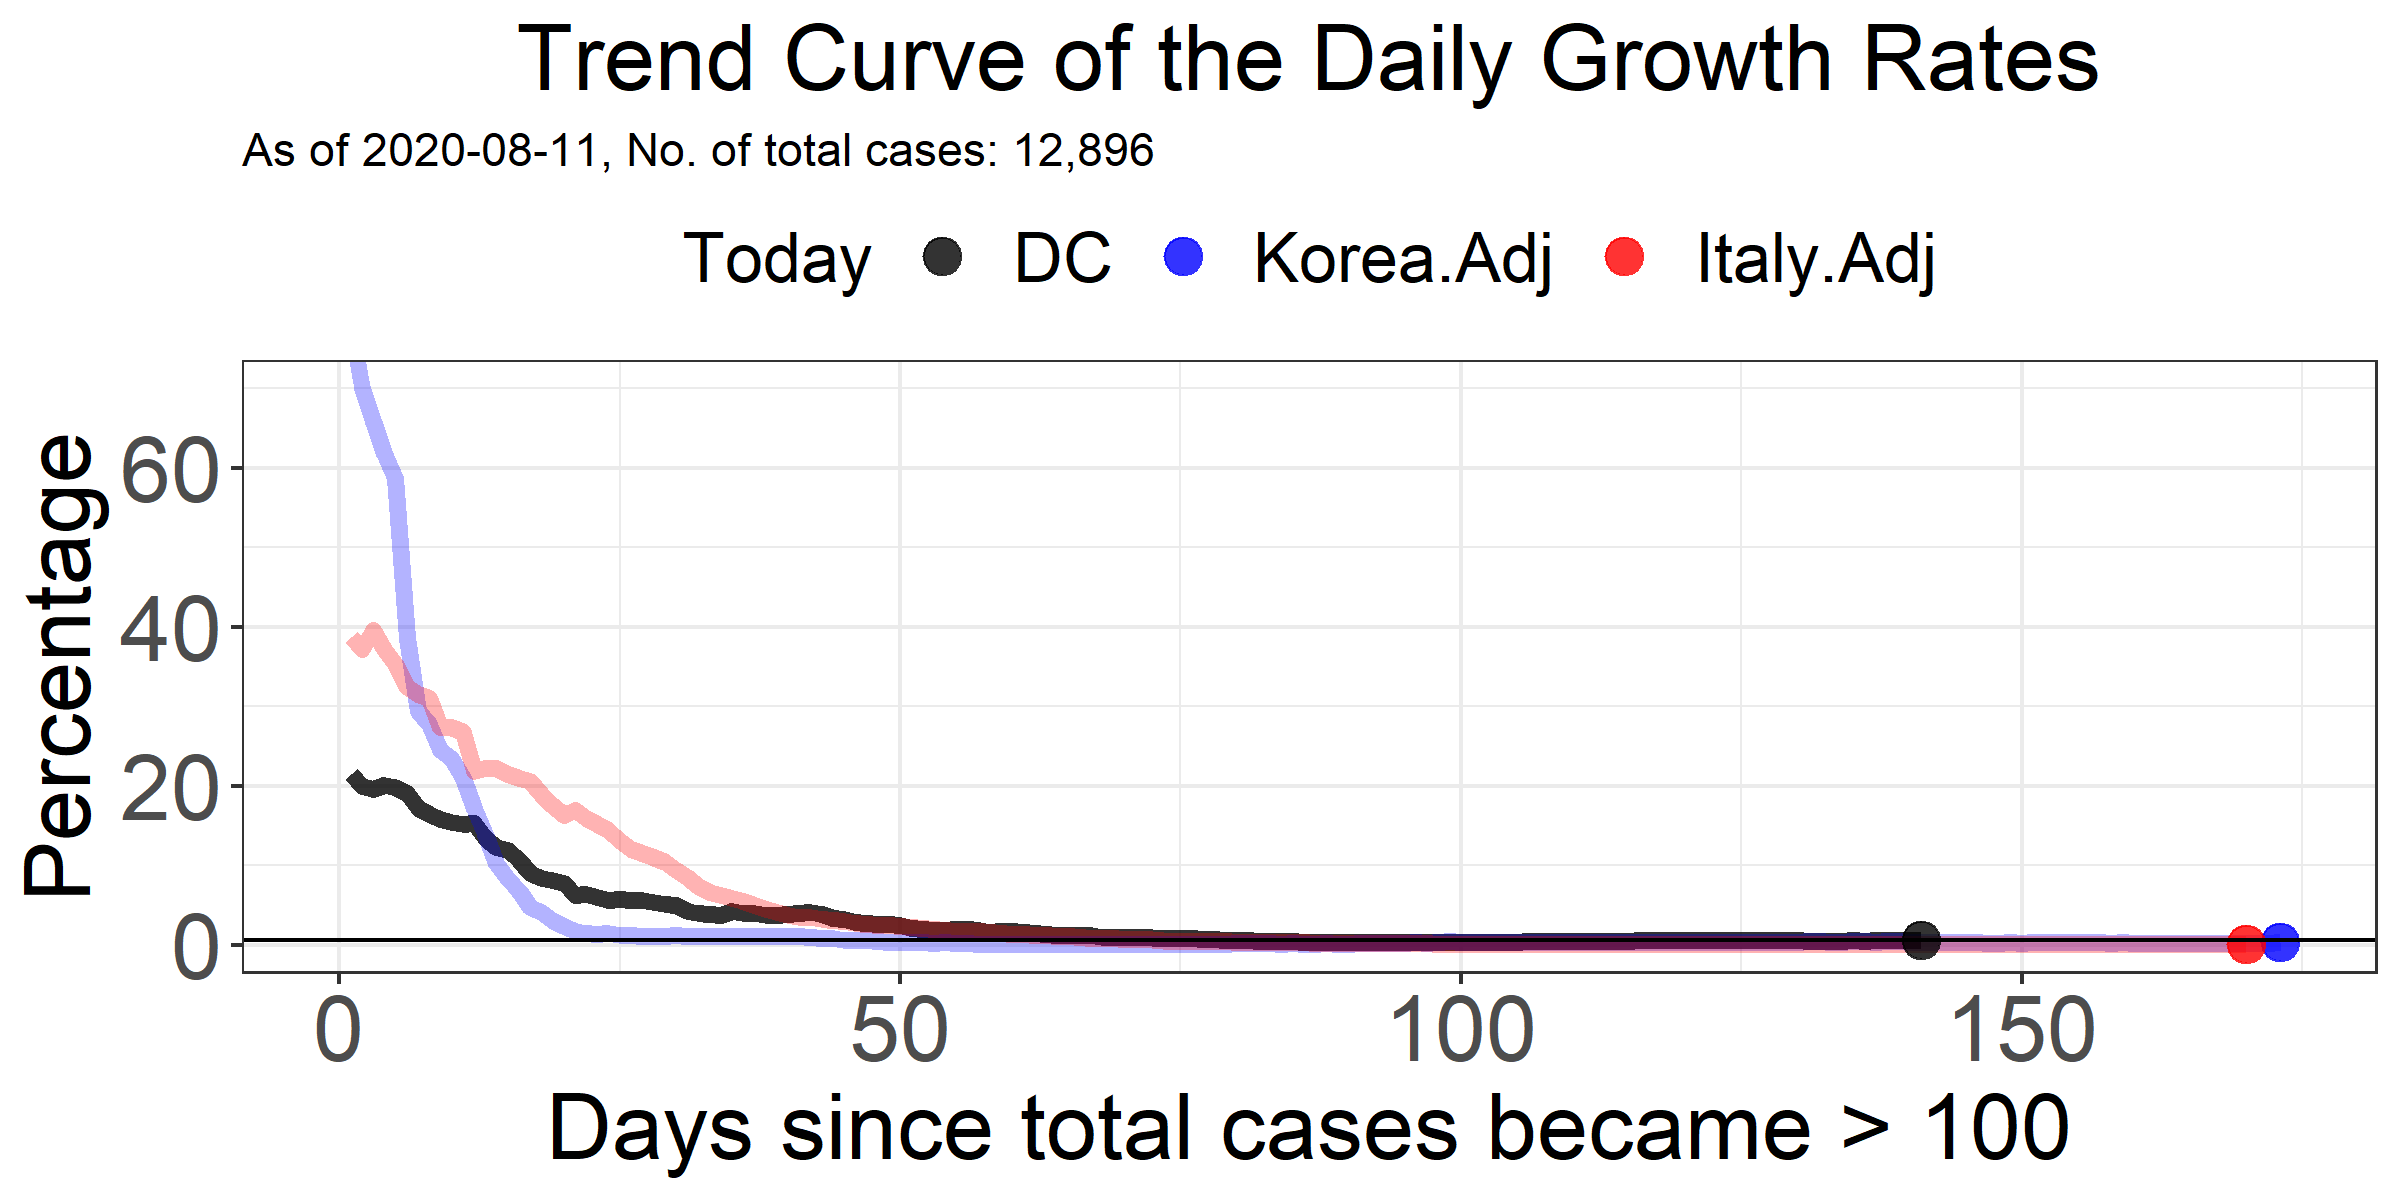 Trend Curve of the Daily Growth Rates
As of 2020-08-11, No. of total cases: 12,896
Today DC Korea.Adj Italy.Adj
Percentage
60
40
20
0
0 50 100 150
Days since total cases became > 100